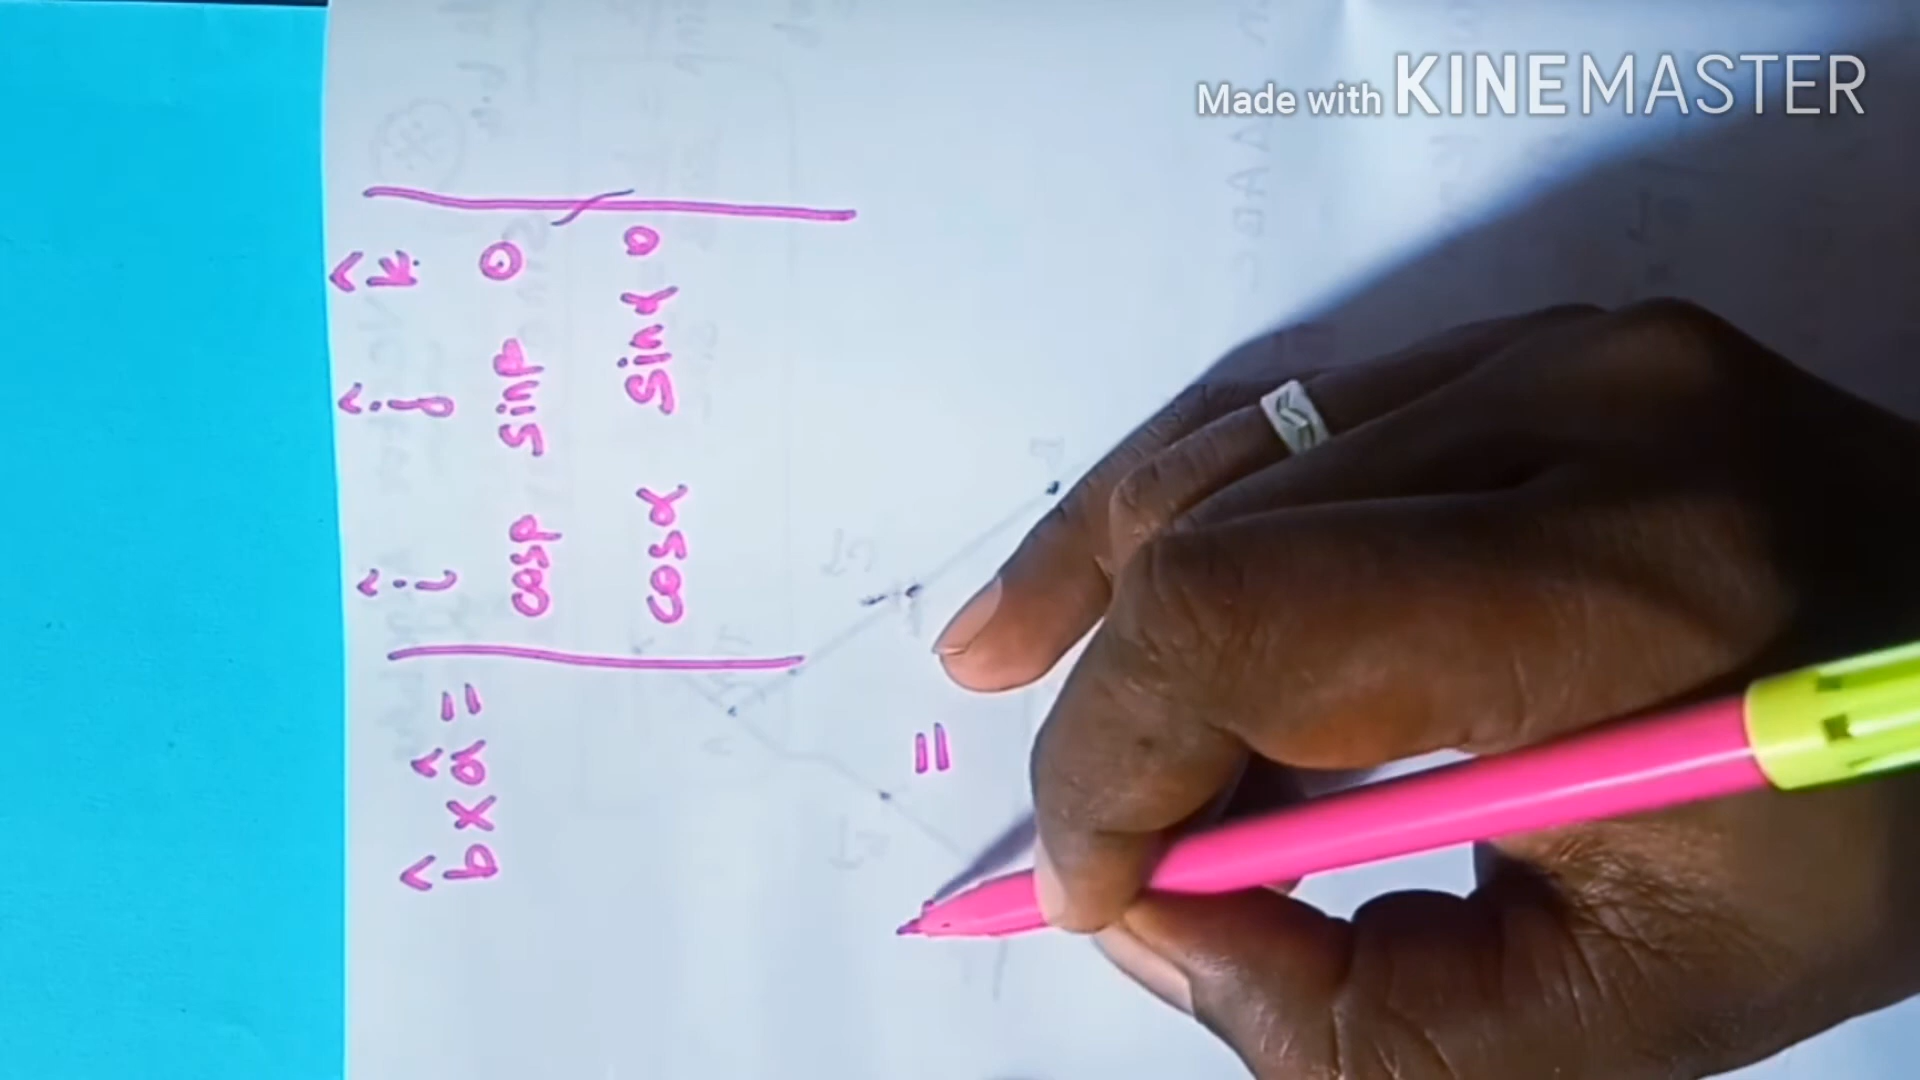 Made with KINEMASTER
b̂ x â = | î ĵ k̂ |
| cosβ sinβ 0 |
| cosα sinα 0 |
=